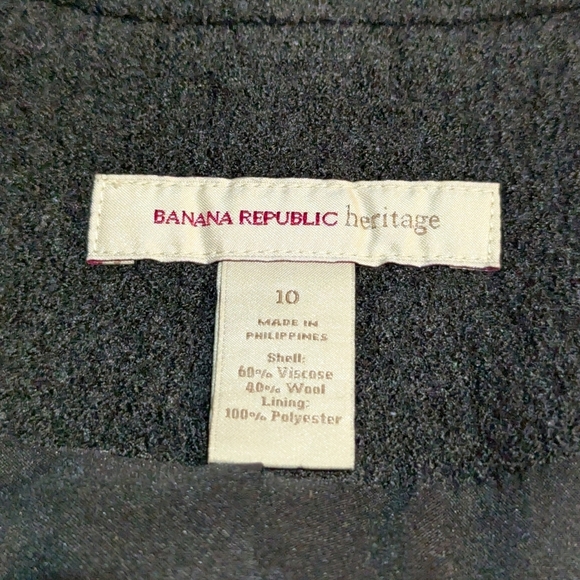 BANANA REPUBLIC heritage
10
MADE IN
PHILIPPINES
Shell:
60% Viscose
40% Wool
Lining:
100% Polyester